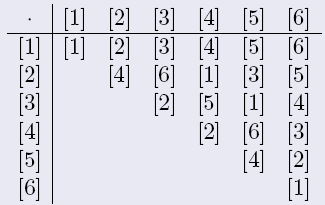 · [1] [2] [3] [4] [5] [6]
[1] [1] [2] [3] [4] [5] [6]
[2] [4] [6] [1] [3] [5]
[3] [2] [5] [1] [4]
[4] [2] [6] [3]
[5] [4] [2]
[6] [1]